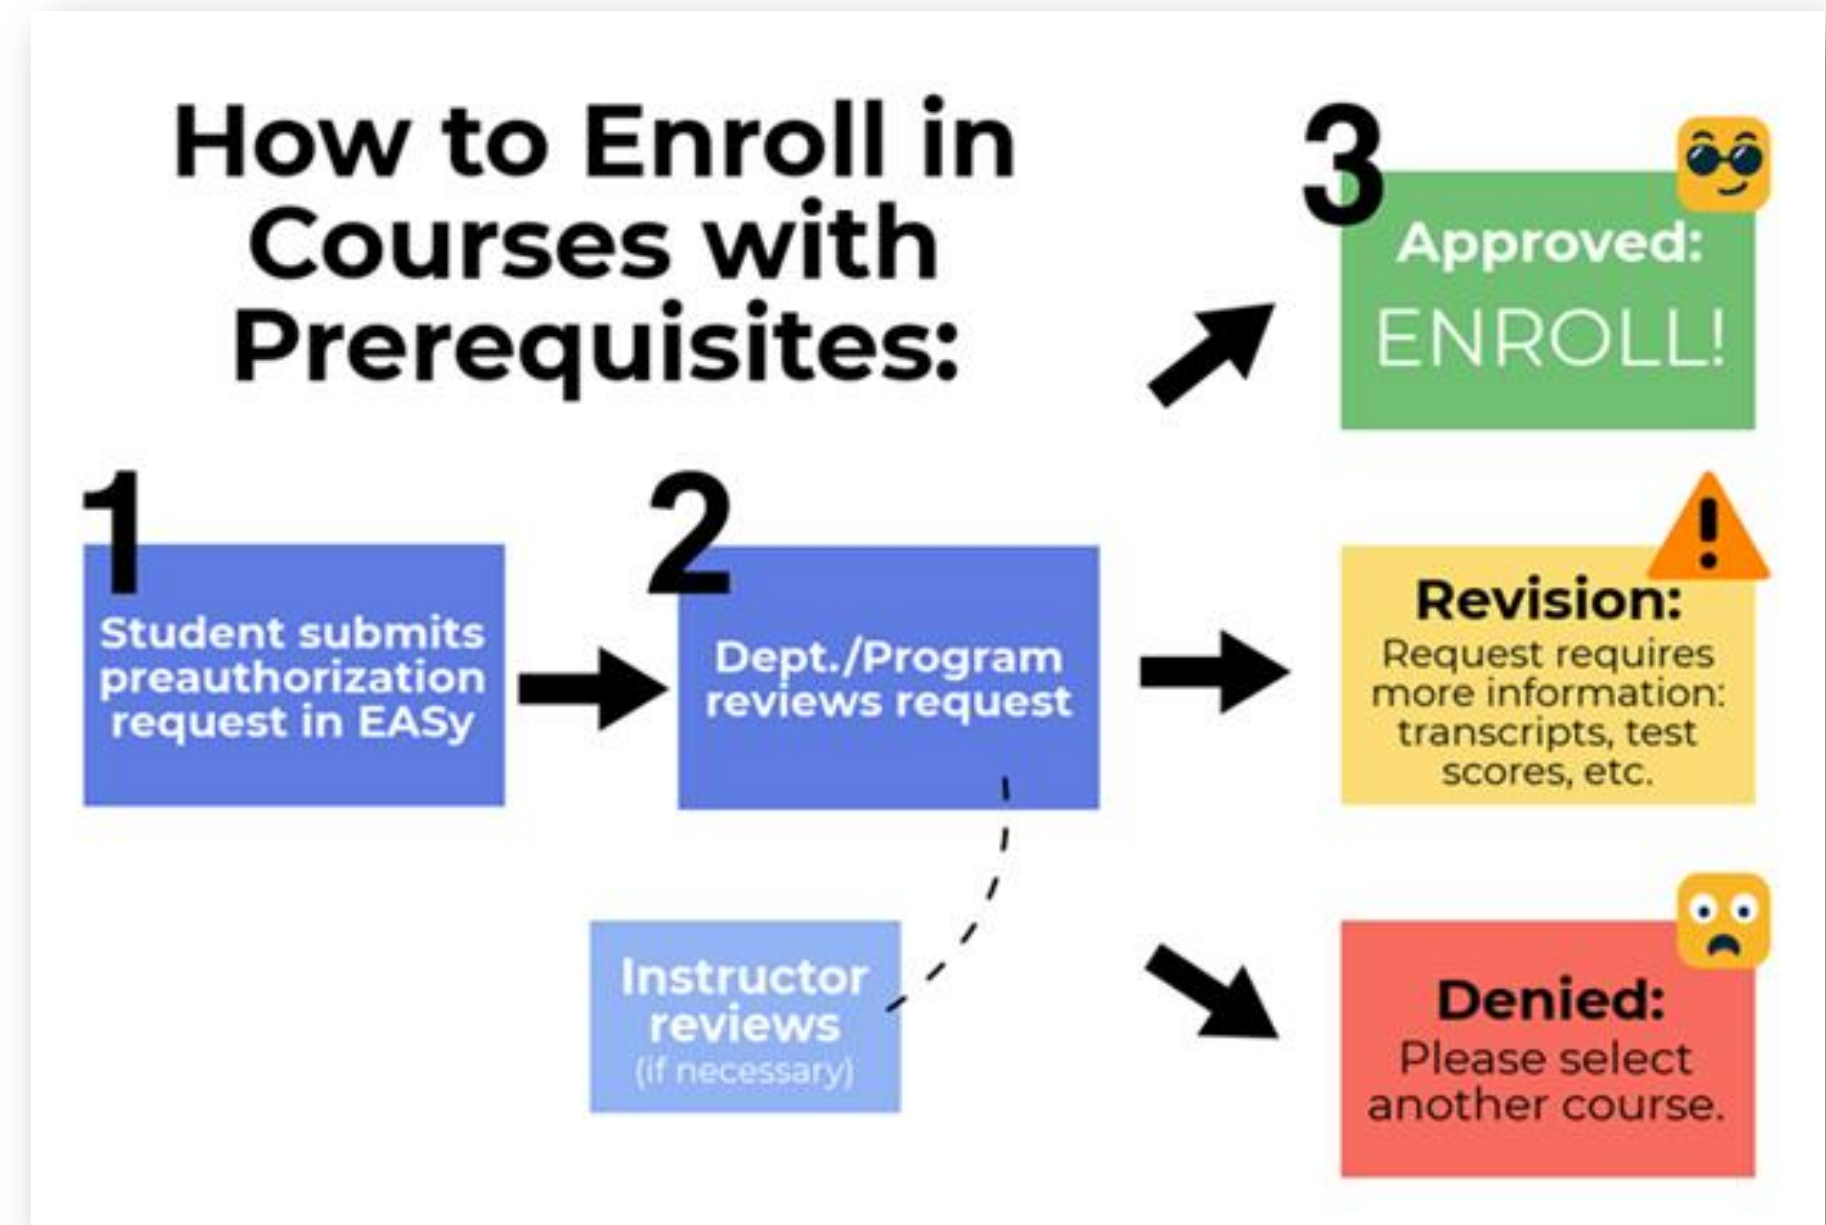 How to Enroll in
Courses with
Prerequisites:
1
Student submits
preauthorization
request in EASy
2
Dept./Program
reviews request
Instructor
reviews
(if necessary)
3
Approved:
ENROLL!
!
Revision:
Request requires
more information:
transcripts, test
scores, etc.
Denied:
Please select
another course.